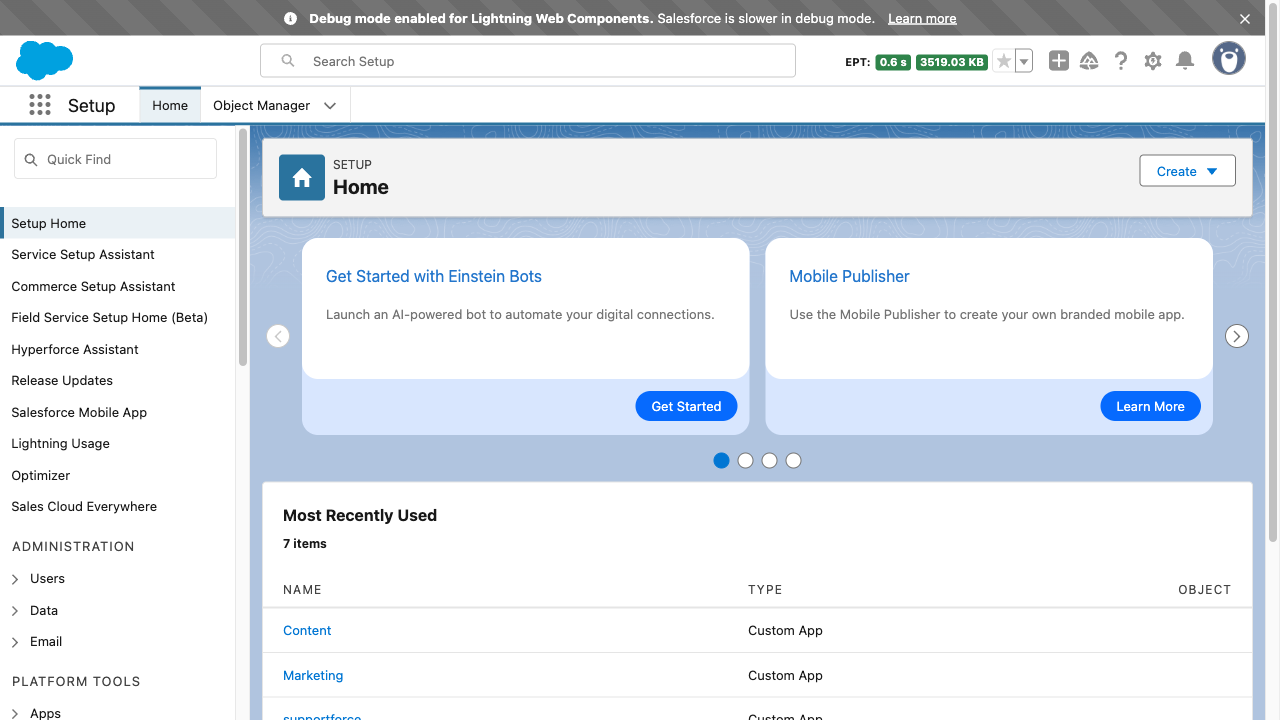 Debug mode enabled for Lightning Web Components. Salesforce is slower in debug mode. Learn more
Search Setup
EPT: 0.6 s 3519.03 KB
Setup
Home
Object Manager
Quick Find
Setup Home
Service Setup Assistant
Commerce Setup Assistant
Field Service Setup Home (Beta)
Hyperforce Assistant
Release Updates
Salesforce Mobile App
Lightning Usage
Optimizer
Sales Cloud Everywhere
ADMINISTRATION
Users
Data
Email
PLATFORM TOOLS
Apps
SETUP
Home
Create
Get Started with Einstein Bots
Launch an AI-powered bot to automate your digital connections.
Get Started
Mobile Publisher
Use the Mobile Publisher to create your own branded mobile app.
Learn More
Most Recently Used
7 items
NAME TYPE OBJECT
Content Custom App
Marketing Custom App
supportforce Custom App